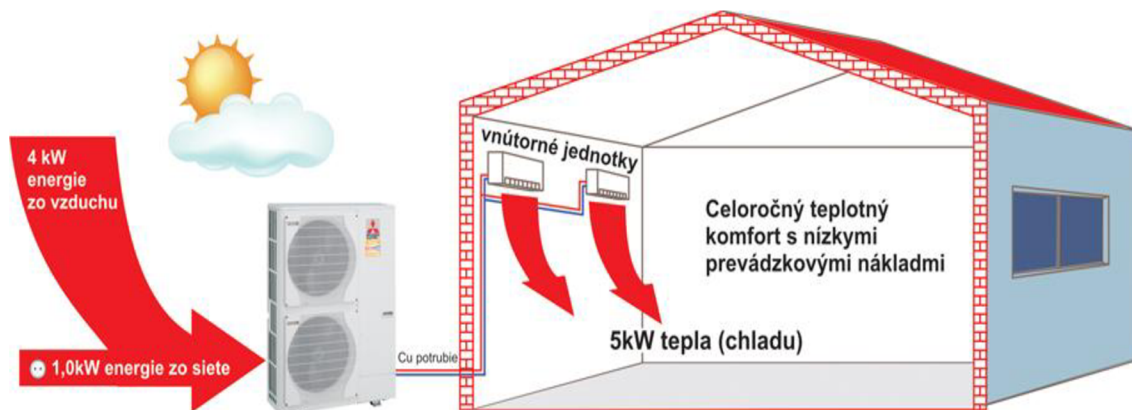 4 kW
energie
zo vzduchu
1,0kW energie zo siete
Cu potrubie
vnútorné jednotky
Celoročný teplotný
komfort s nízkymi
prevádzkovými nákladmi
5kW tepla (chladu)